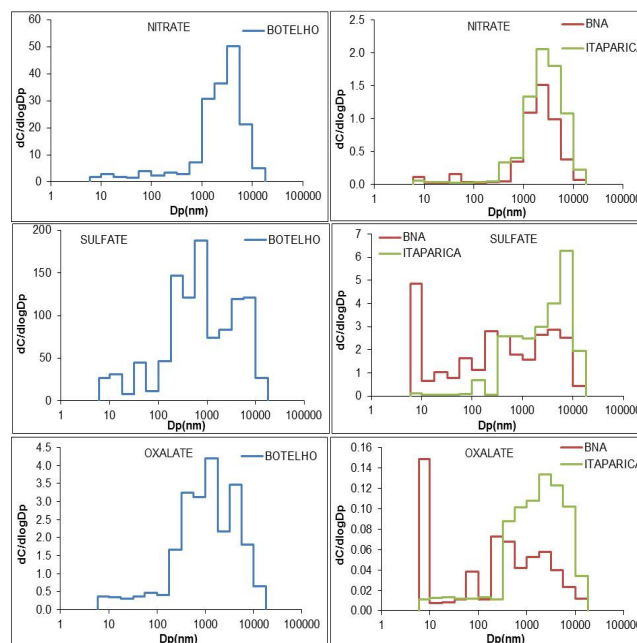 NITRATE
BOTELHO
60
50
40
30
20
10
0
dC/dlogDp
1 10 100 1000 10000 100000
Dp(nm)
NITRATE
BNA
ITAPARICA
2.5
2.0
1.5
1.0
0.5
0.0
dC/dlogDp
1 10 100 1000 10000 100000
Dp(nm)
SULFATE
BOTELHO
200
150
100
50
0
dC/dlogDp
1 10 100 1000 10000 100000
Dp(nm)
BNA
SULFATE
ITAPARICA
7
6
5
4
3
2
1
0
dC/dlogDp
1 10 100 1000 10000 100000
Dp(nm)
OXALATE
BOTELHO
4.5
4.0
3.5
3.0
2.5
2.0
1.5
1.0
0.5
0.0
dC/dlogDp
1 10 100 1000 10000 100000
Dp(nm)
OXALATE
BNA
ITAPARICA
0.16
0.14
0.12
0.10
0.08
0.06
0.04
0.02
0.00
dC/dlogDp
1 10 100 1000 10000 100000
Dp(nm)